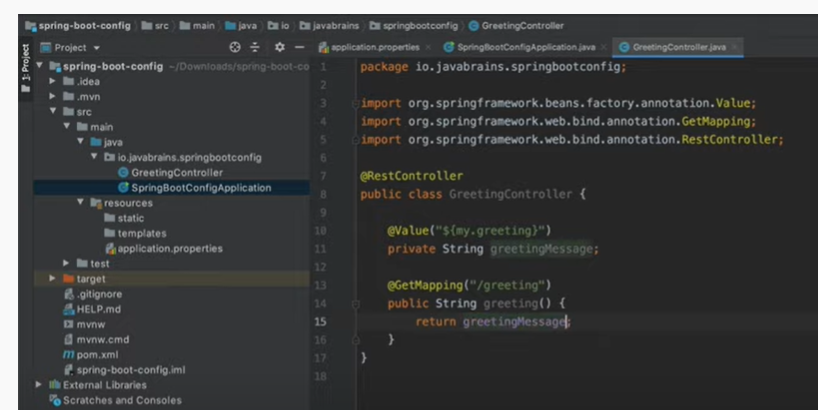 spring-boot-config src main java io javabrains springbootconfig GreetingController
Project
application.properties
SpringBootConfigApplication.java
GreetingController.java
1: Project
spring-boot-config ~/Downloads/spring-boot-co
.idea
.mvn
src
main
java
io.javabrains.springbootconfig
GreetingController
SpringBootConfigApplication
resources
static
templates
application.properties
test
target
.gitignore
HELP.md
mvnw
mvnw.cmd
pom.xml
spring-boot-config.iml
External Libraries
Scratches and Consoles
1 package io.javabrains.springbootconfig;
2
3 import org.springframework.beans.factory.annotation.Value;
4 import org.springframework.web.bind.annotation.GetMapping;
5 import org.springframework.web.bind.annotation.RestController;
6
7 @RestController
8 public class GreetingController {
9
10 @Value("${my.greeting}")
11 private String greetingMessage;
12
13 @GetMapping("/greeting")
14 public String greeting() {
15 return greetingMessage;
16 }
17 }
18